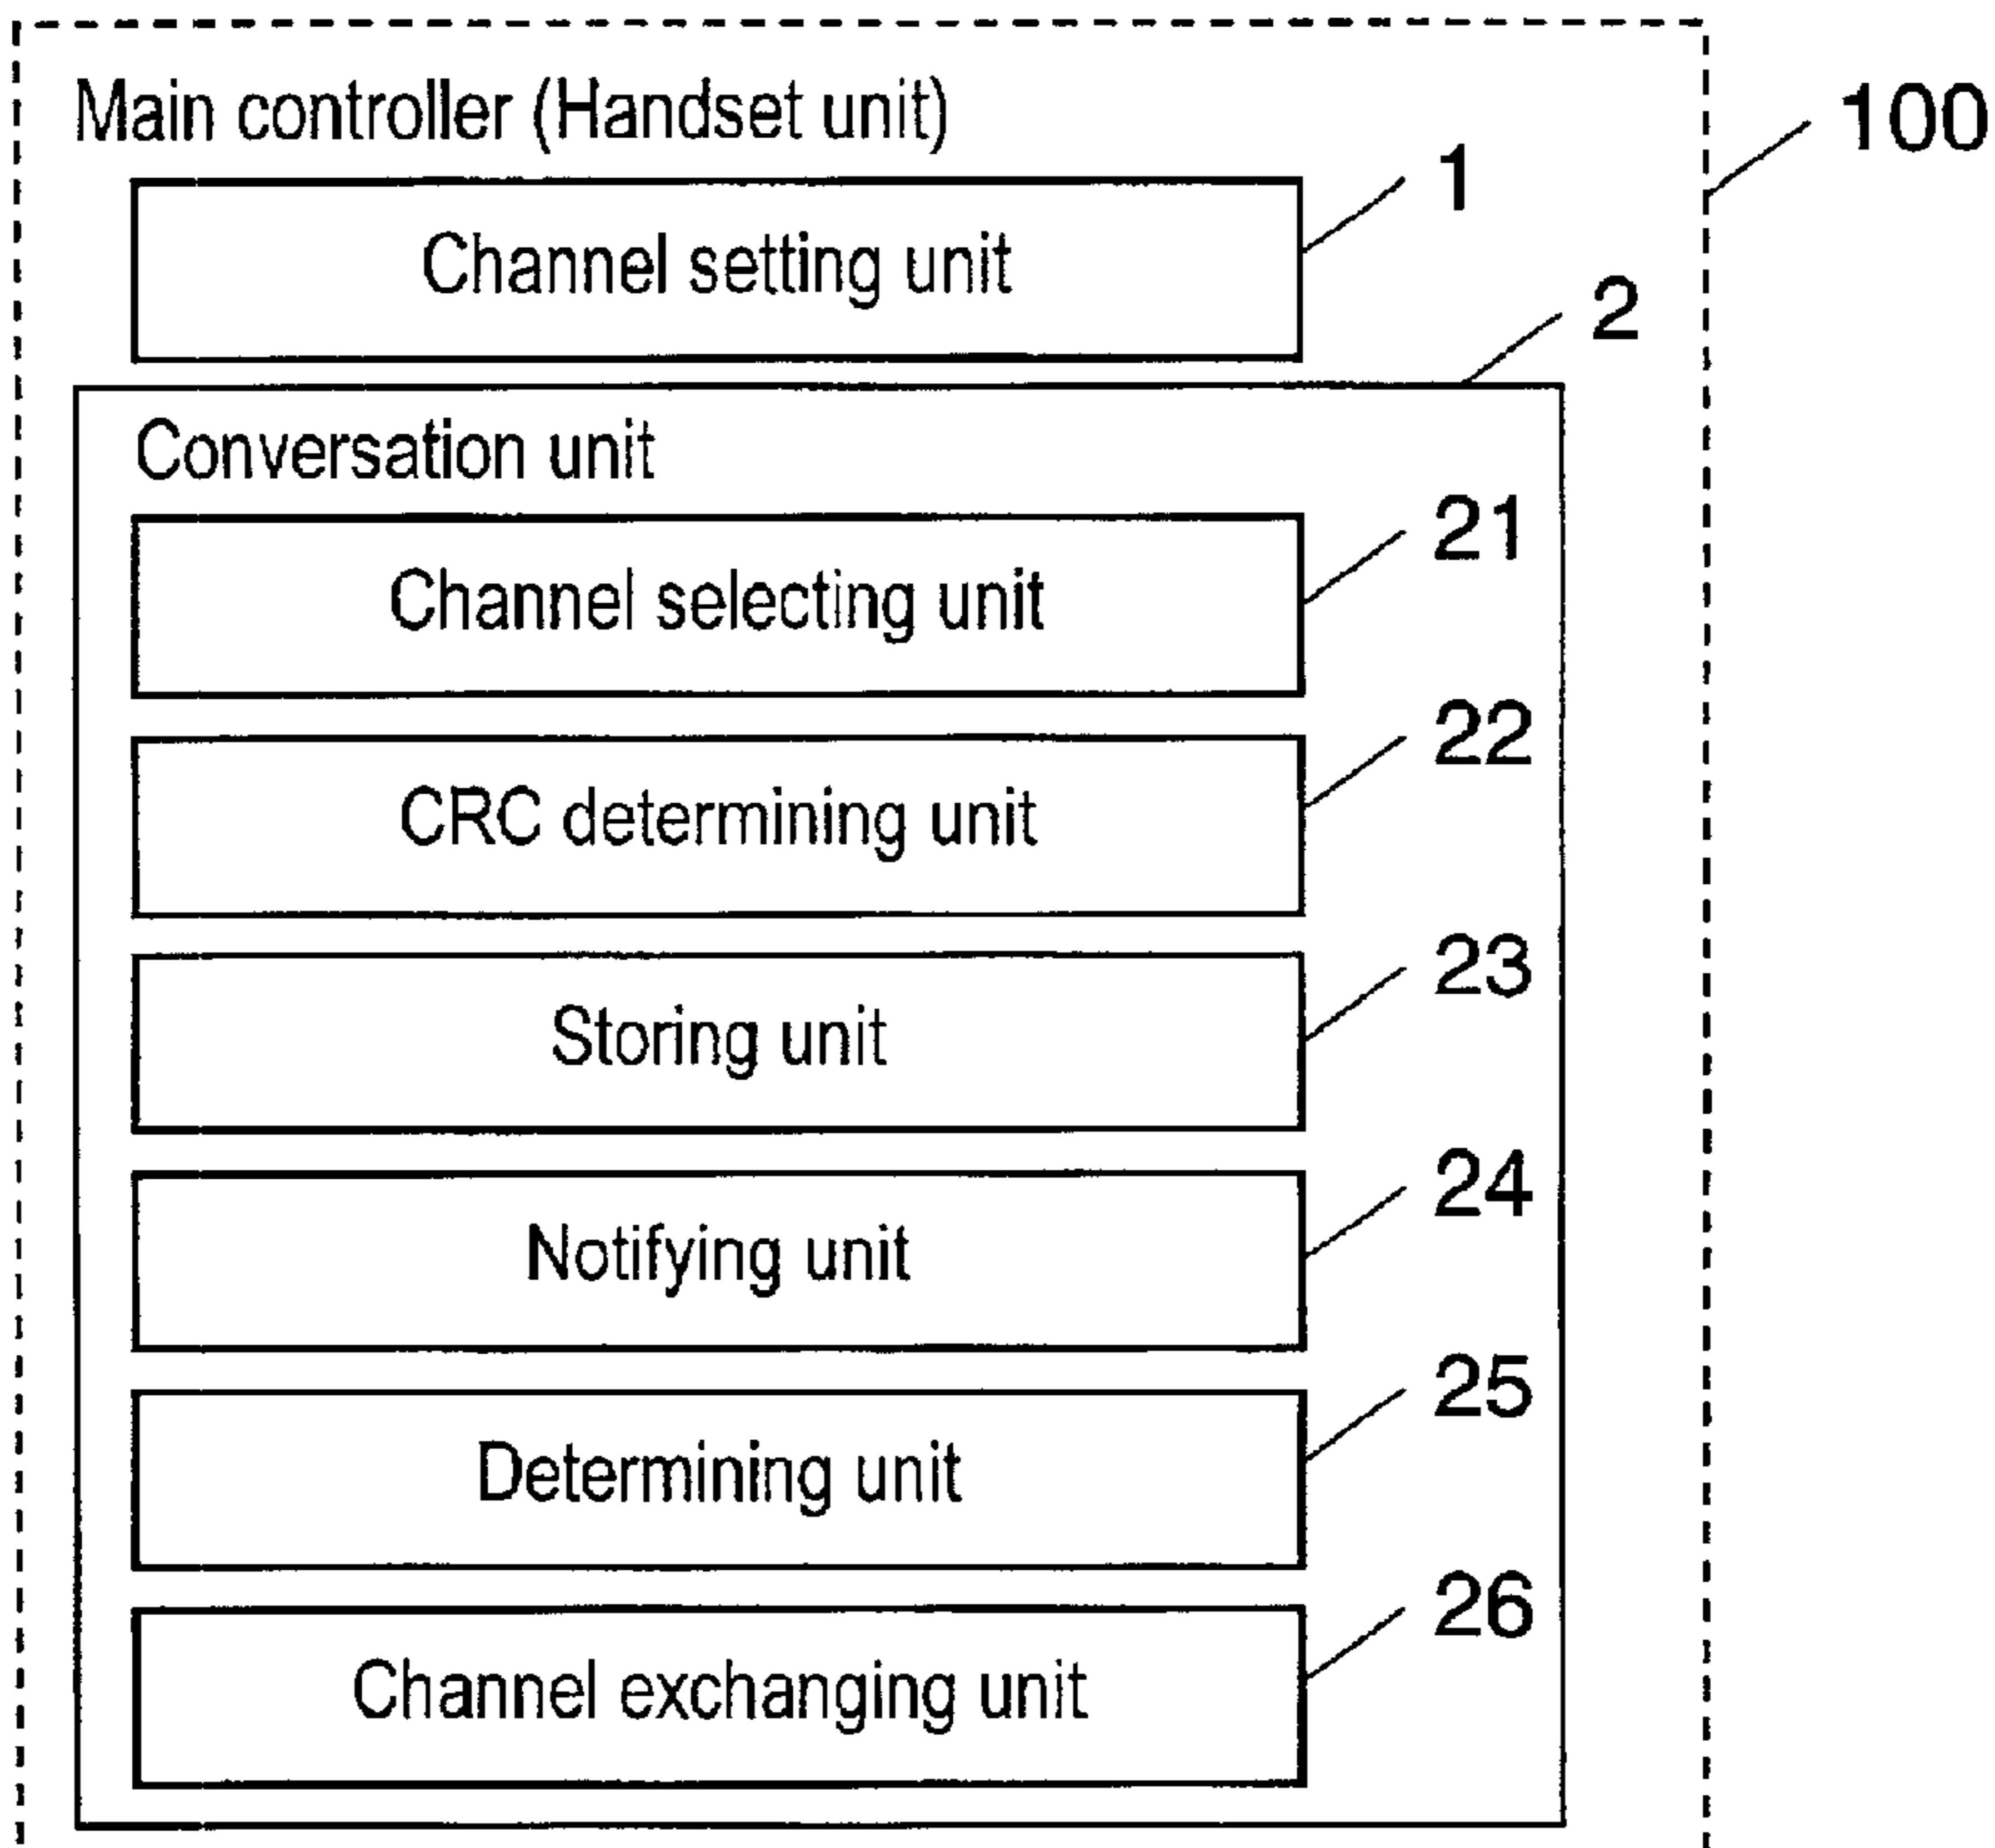 Main controller (Handset unit)
100
1
Channel setting unit
2
Conversation unit
21
Channel selecting unit
22
CRC determining unit
23
Storing unit
24
Notifying unit
25
Determining unit
26
Channel exchanging unit